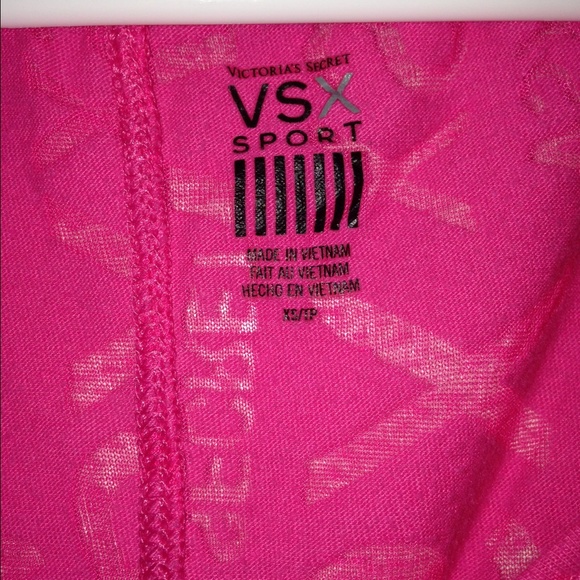 VICTORIA'S SECRET
VSX
SPORT
MADE IN VIETNAM
FAIT AU VIETNAM
HECHO EN VIETNAM
XS/TP